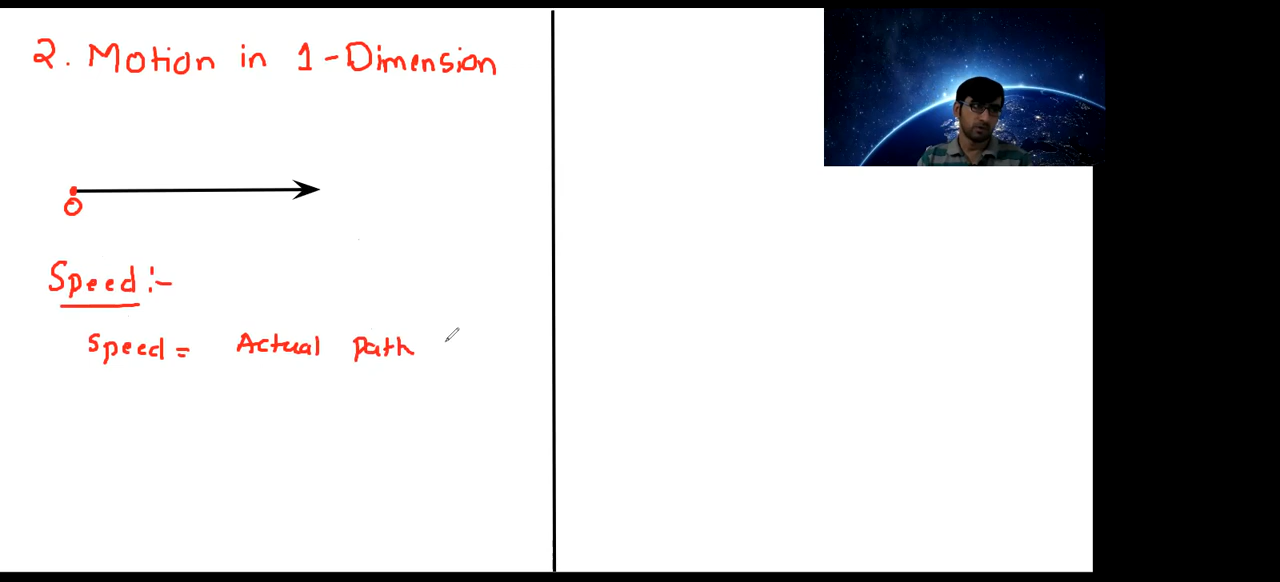 2. Motion in 1-Dimension
O
Speed :-
Speed = Actual path